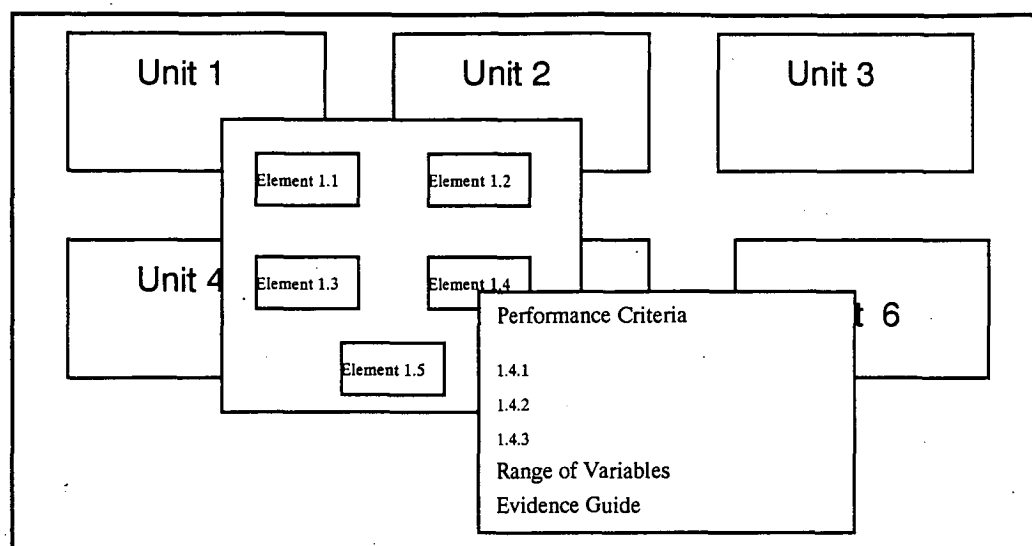 Unit 1
Unit 2
Unit 3
Element 1.1
Element 1.2
Unit 4
Element 1.3
Element 1.4
6
Element 1.5
Performance Criteria
1.4.1
1.4.2
1.4.3
Range of Variables
Evidence Guide